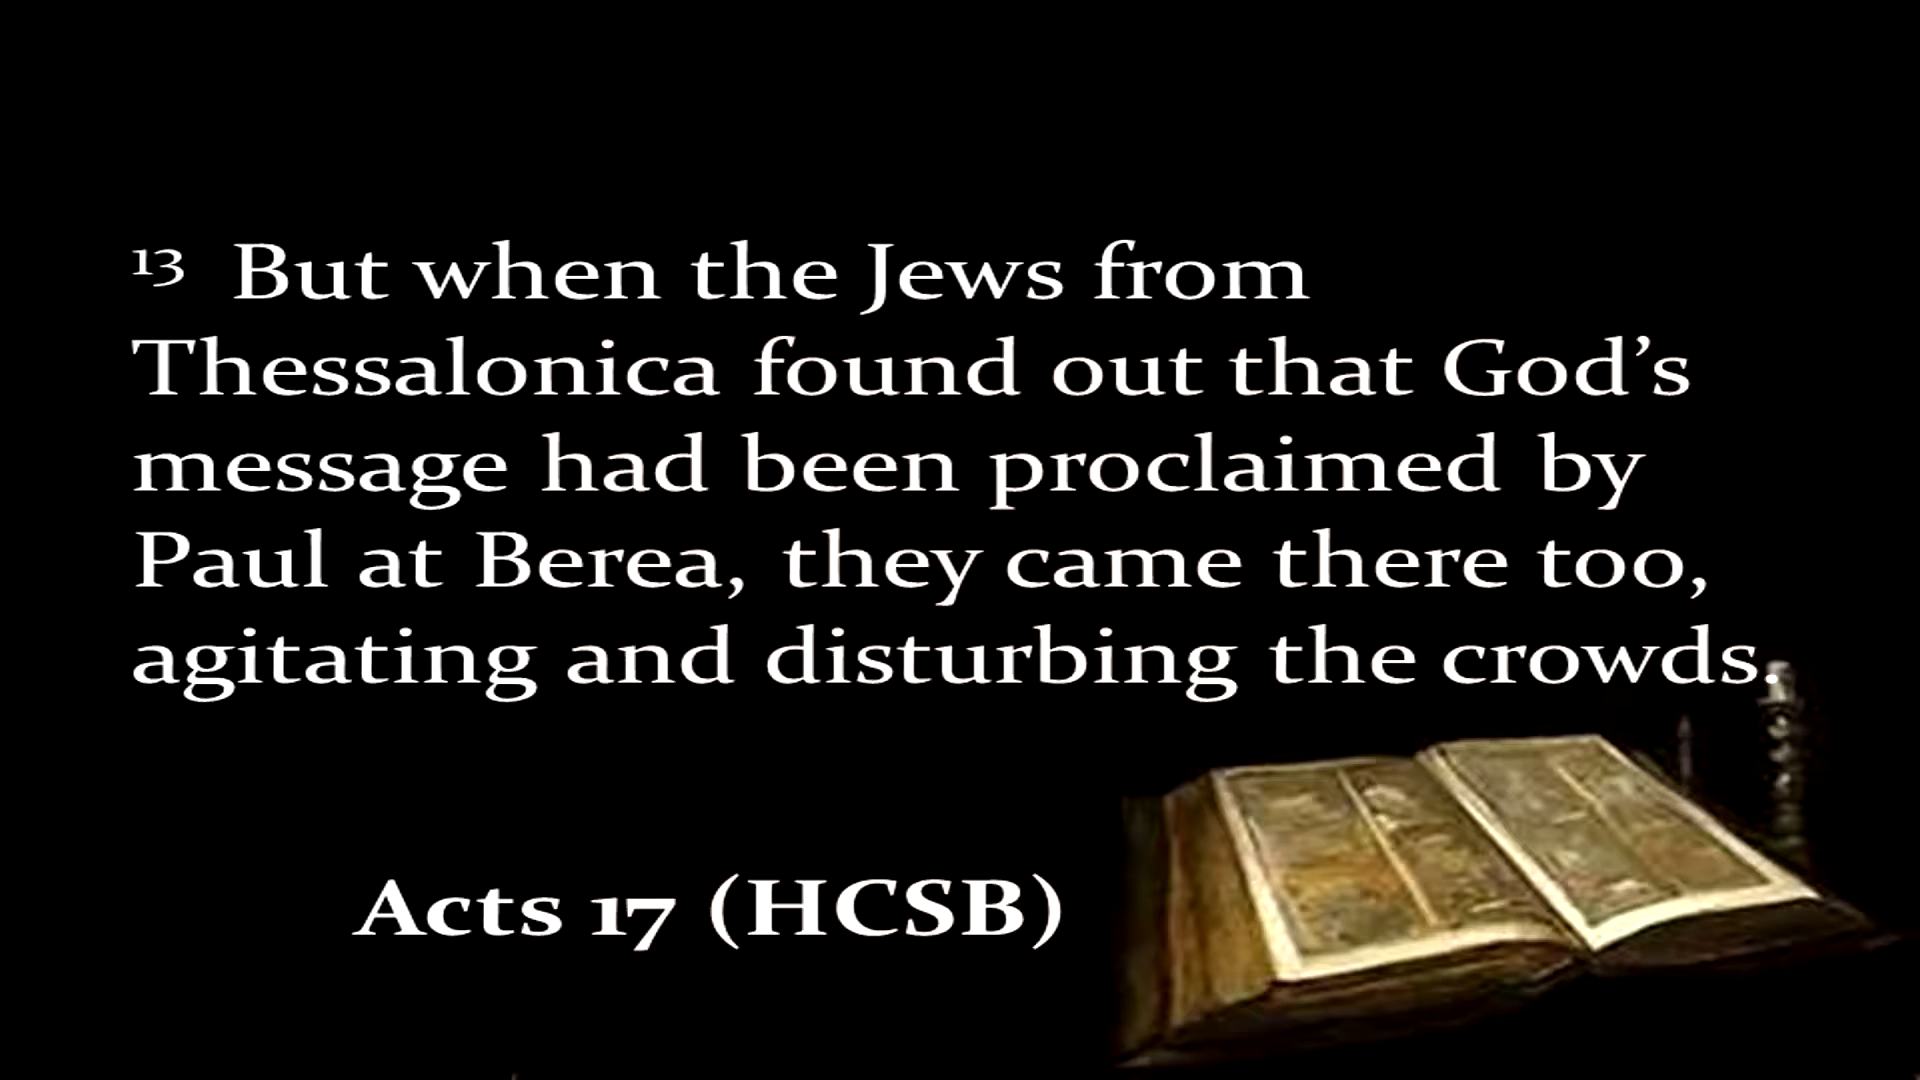 13 But when the Jews from
Thessalonica found out that God’s
message had been proclaimed by
Paul at Berea, they came there too,
agitating and disturbing the crowds.
Acts 17 (HCSB)